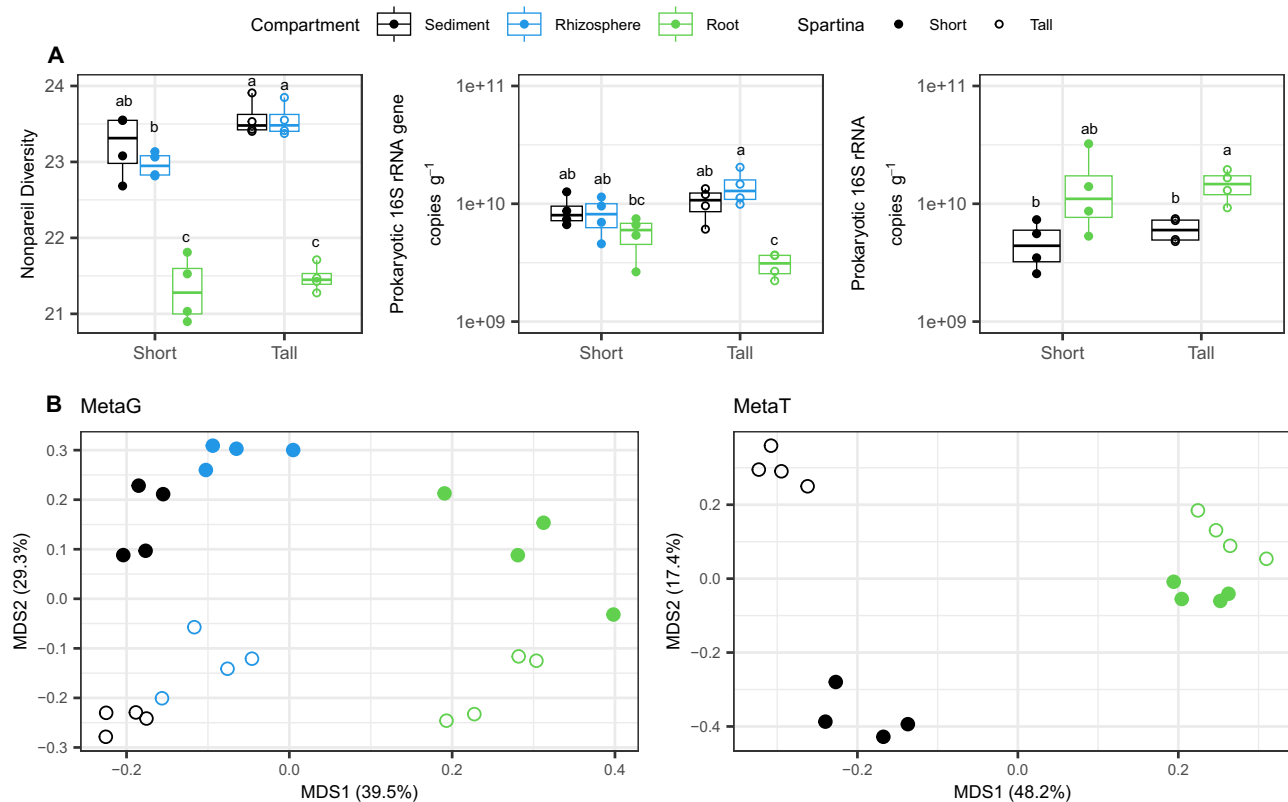 Compartment Sediment Rhizosphere Root Spartina Short Tall
A
Nonpareil Diversity
24
23
22
21
ab
b
c
a
a
c
Short Tall
Prokaryotic 16S rRNA gene
copies g⁻¹
1e+11
1e+10
1e+09
ab
ab
bc
ab
a
c
Short Tall
Prokaryotic 16S rRNA
copies g⁻¹
1e+11
1e+10
1e+09
b
ab
b
a
Short Tall
B MetaG
MDS2 (29.3%)
0.3
0.2
0.1
0.0
−0.1
−0.2
−0.3
−0.2 0.0 0.2 0.4
MDS1 (39.5%)
MetaT
MDS2 (17.4%)
0.2
0.0
−0.2
−0.4
−0.2 0.0 0.2
MDS1 (48.2%)